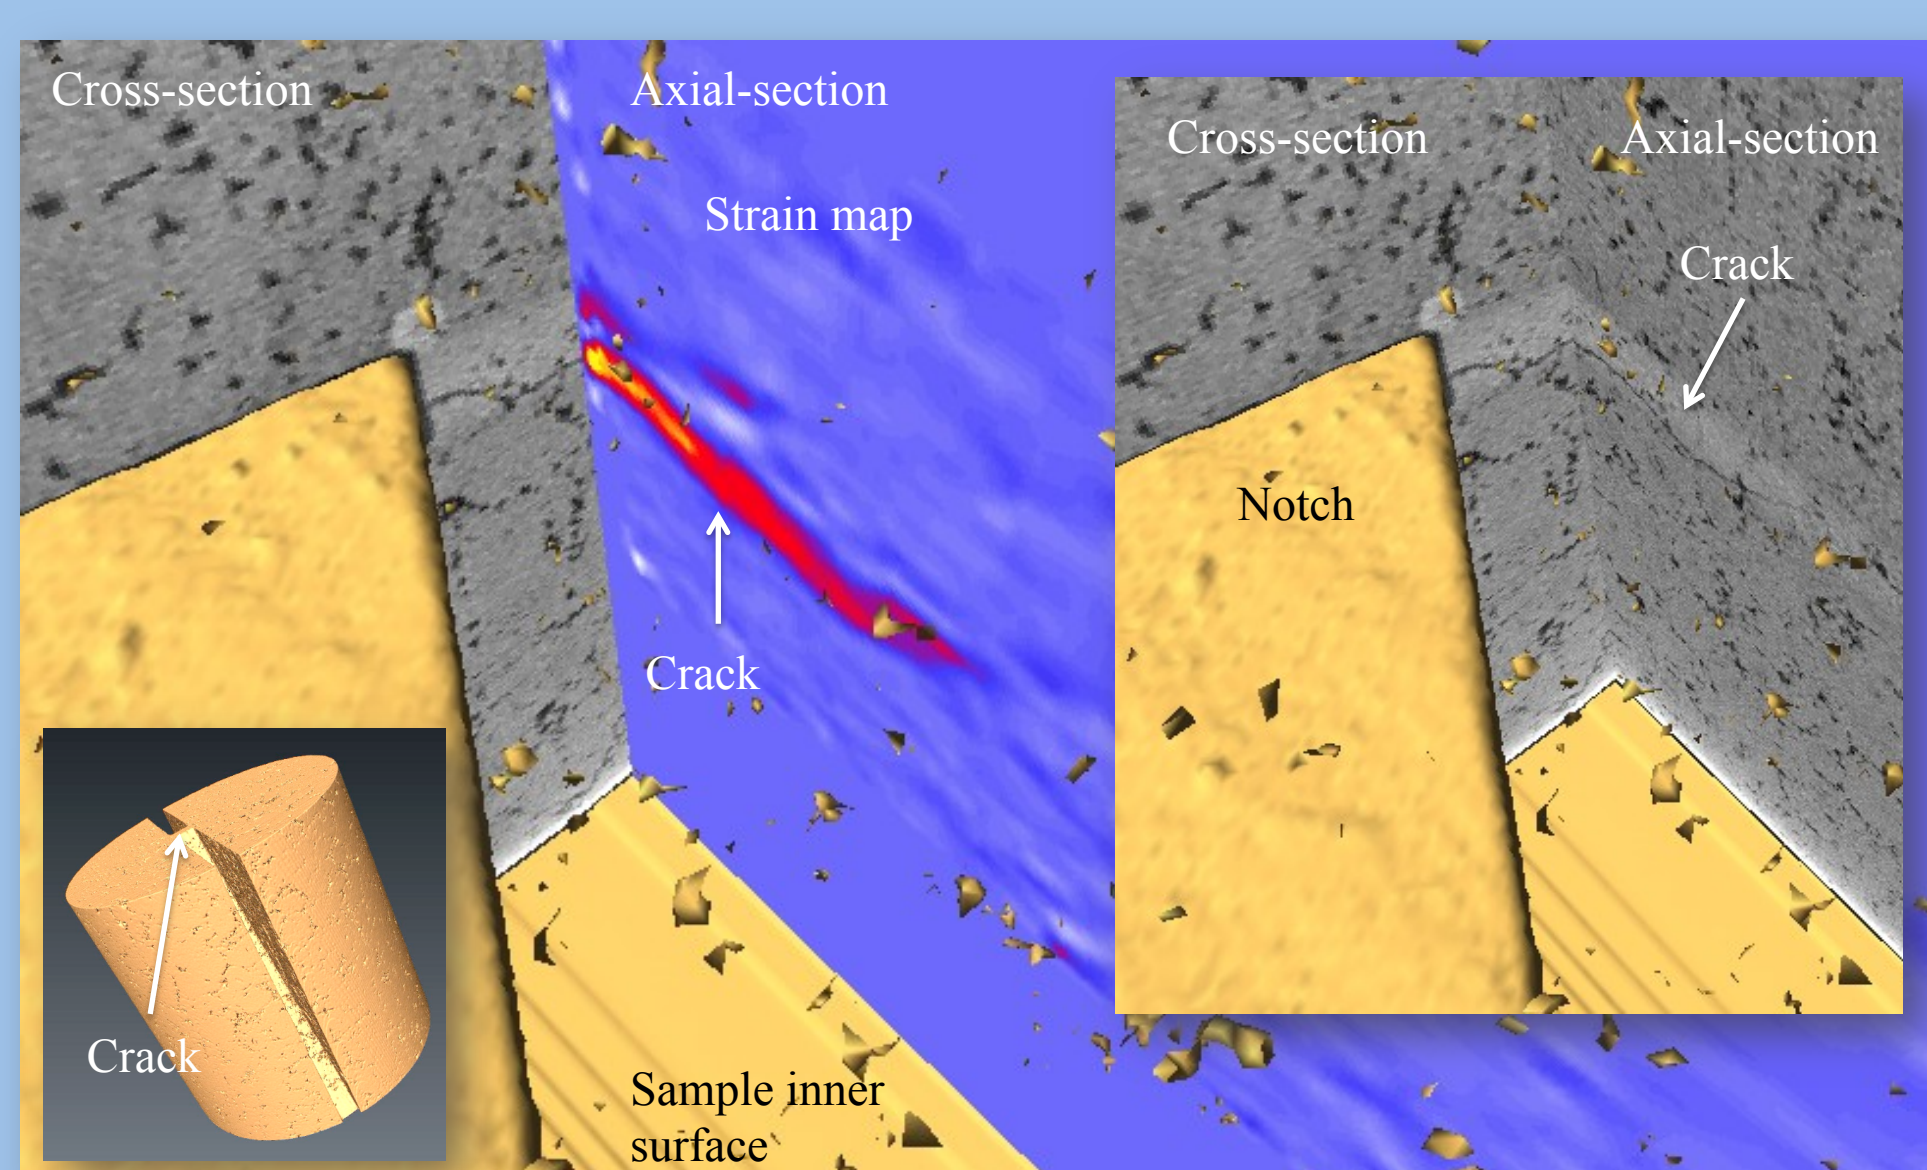 Cross-section
Axial-section
Strain map
Crack
Crack
Sample inner
surface
Cross-section
Axial-section
Crack
Notch